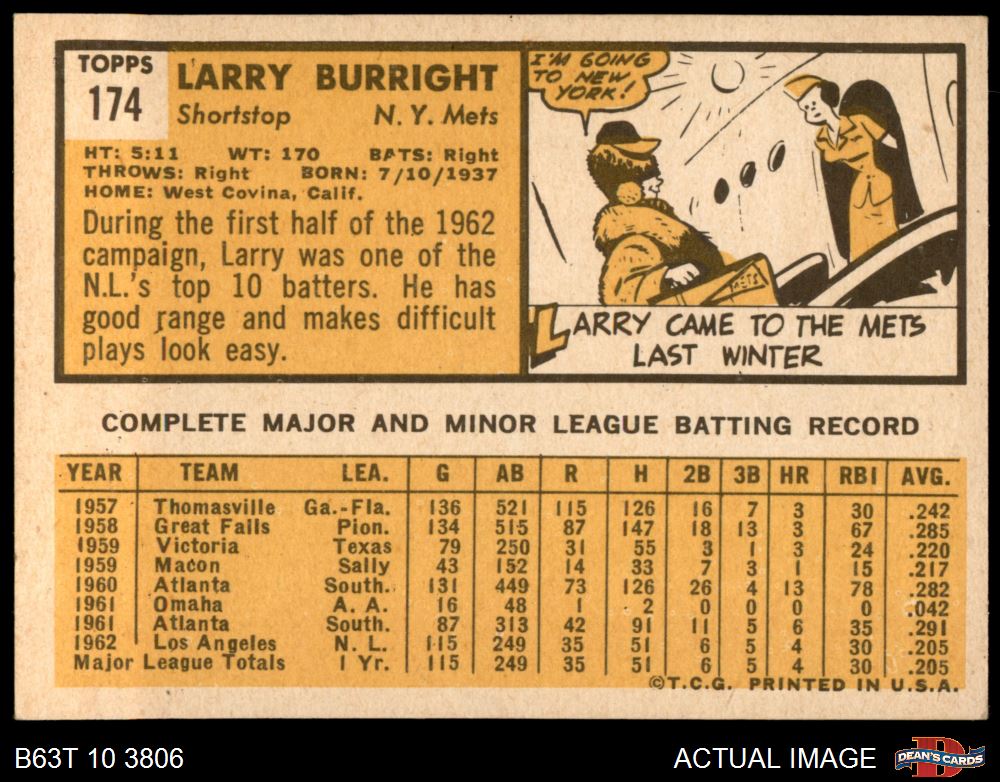 TOPPS
174
LARRY BURRIGHT
Shortstop N. Y. Mets
HT: 5:11 WT: 170 BATS: Right
THROWS: Right BORN: 7/10/1937
HOME: West Covina, Calif.
During the first half of the 1962
campaign, Larry was one of the
N.L.'s top 10 batters. He has
good range and makes difficult
plays look easy.
I'M GOING
TO NEW
YORK!
METS
LARRY CAME TO THE METS
LAST WINTER
COMPLETE MAJOR AND MINOR LEAGUE BATTING RECORD
YEAR TEAM LEA. G AB R H 2B 3B HR RBI AVG.
1957 Thomasville Ga.-Fla. 136 521 115 126 16 7 3 30 .242
1958 Great Falls Pion. 134 515 87 147 18 13 3 67 .285
1959 Victoria Texas 79 250 31 55 3 1 3 24 .220
1959 Macon Sally 43 152 14 33 7 3 1 15 .217
1960 Atlanta South. 131 449 73 126 26 4 13 78 .282
1961 Omaha A. A. 16 48 1 2 0 0 0 0 .042
1961 Atlanta South. 87 313 42 91 11 5 6 35 .291
1962 Los Angeles N. L. 115 249 35 51 6 5 4 30 .205
Major League Totals 1 Yr. 115 249 35 51 6 5 4 30 .205
©T.C.G. PRINTED IN U.S.A.
B63T 10 3806 ACTUAL IMAGE
D
DEAN'S CARDS